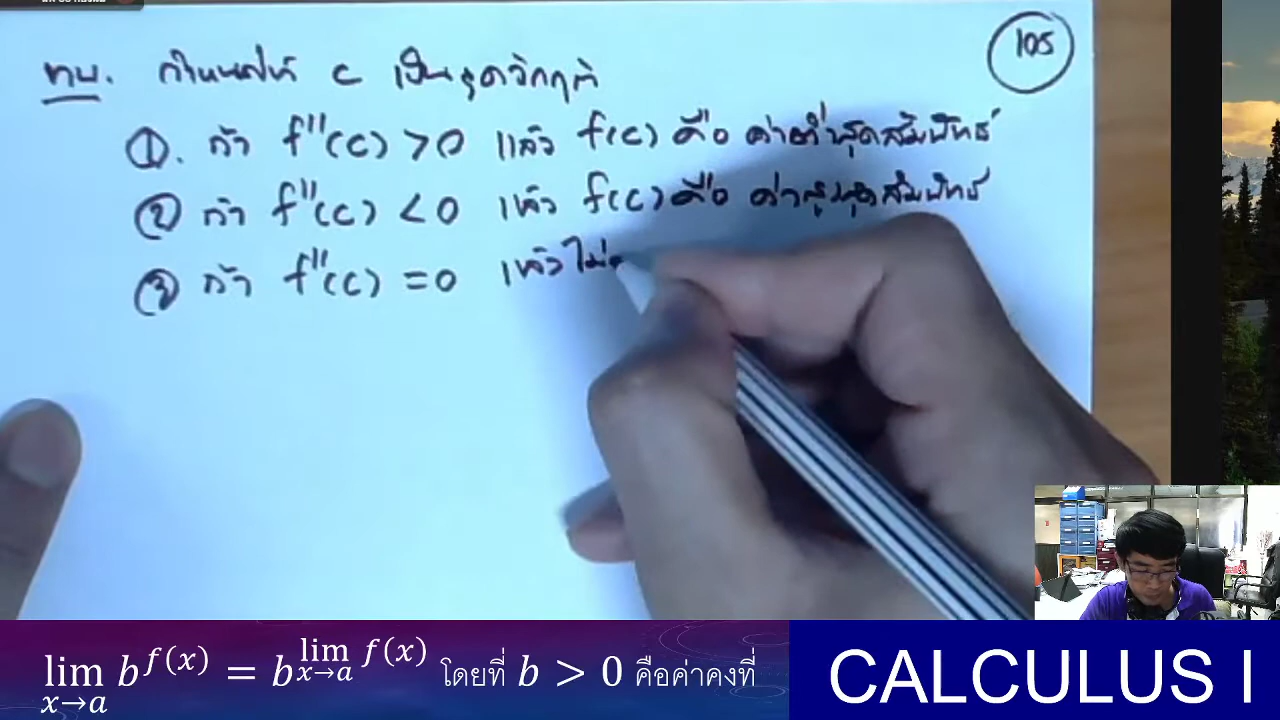 105
ทบ. กำหนดให้ c เป็นจุดวิกฤติ
①. ถ้า f''(c) > 0 แล้ว f(c) คือ ค่าต่ำสุดสัมพัทธ์
② ถ้า f''(c) < 0 แล้ว f(c) คือ ค่าสูงสุดสัมพัทธ์
③ ถ้า f''(c) = 0 แล้วไม่
lim x→a b^f(x) = b^lim x→a f(x) โดยที่ b > 0 คือค่าคงที่
CALCULUS I